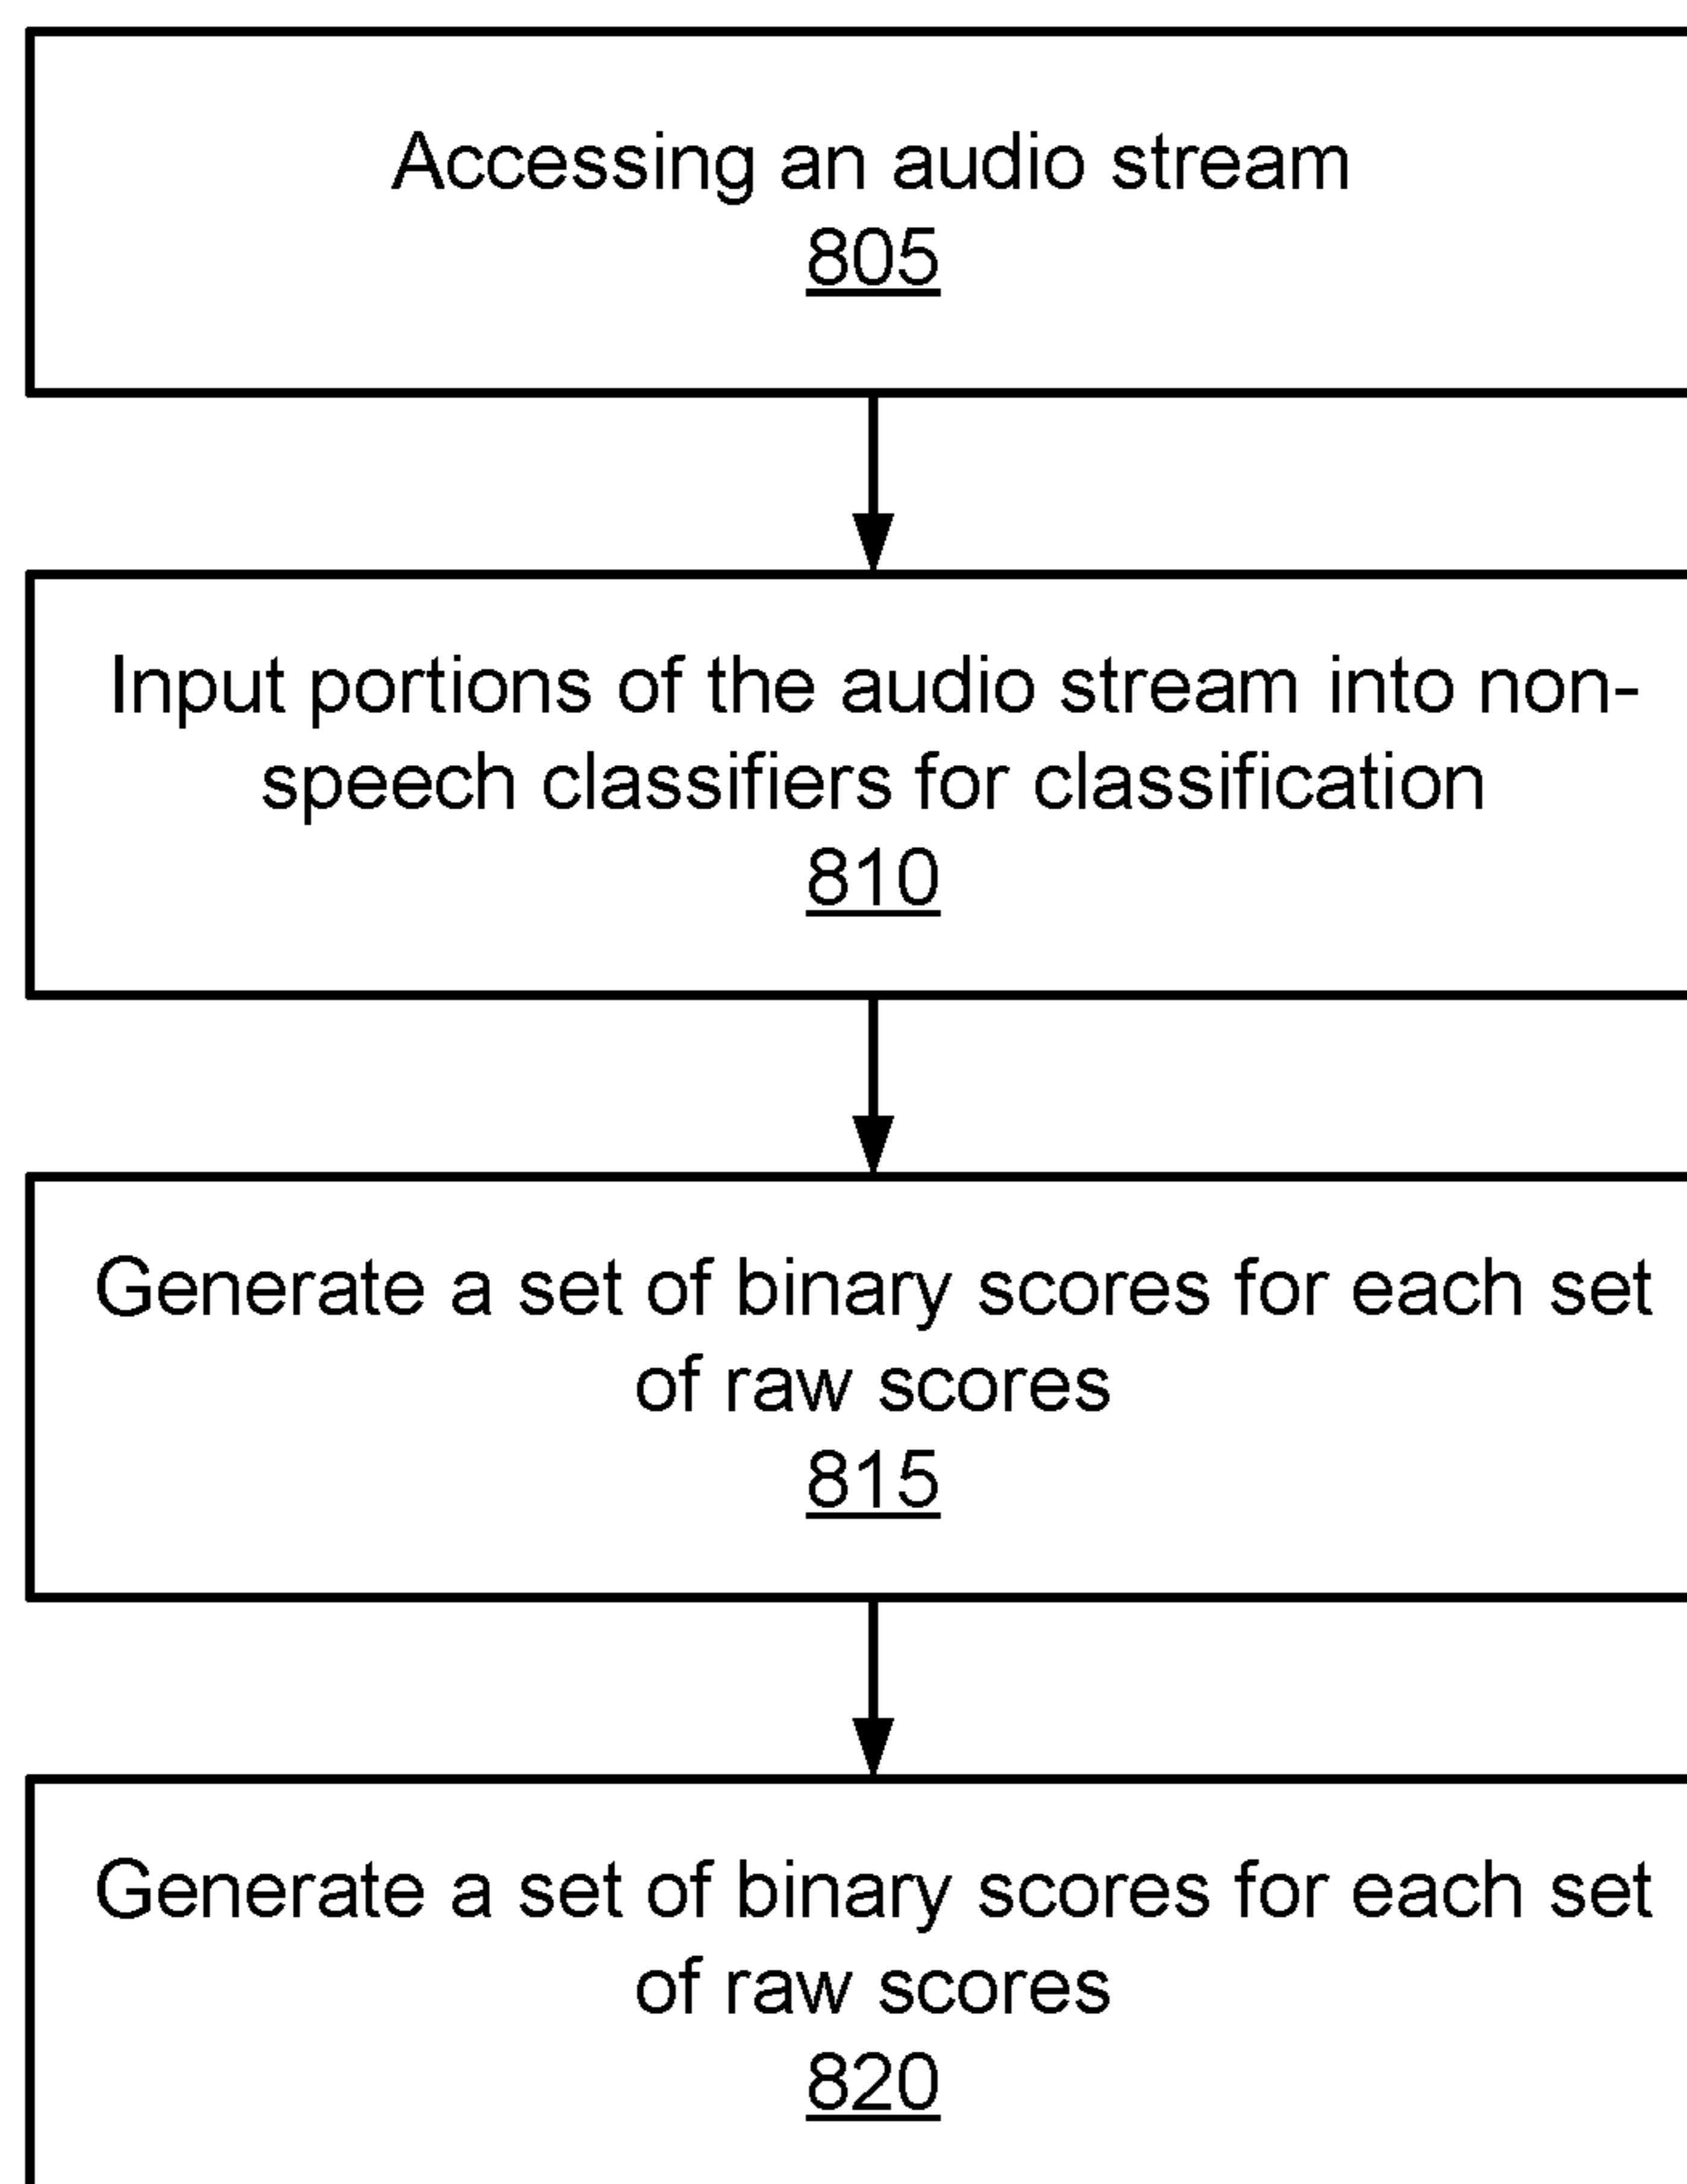 Accessing an audio stream
805
Input portions of the audio stream into non-
speech classifiers for classification
810
Generate a set of binary scores for each set
of raw scores
815
Generate a set of binary scores for each set
of raw scores
820